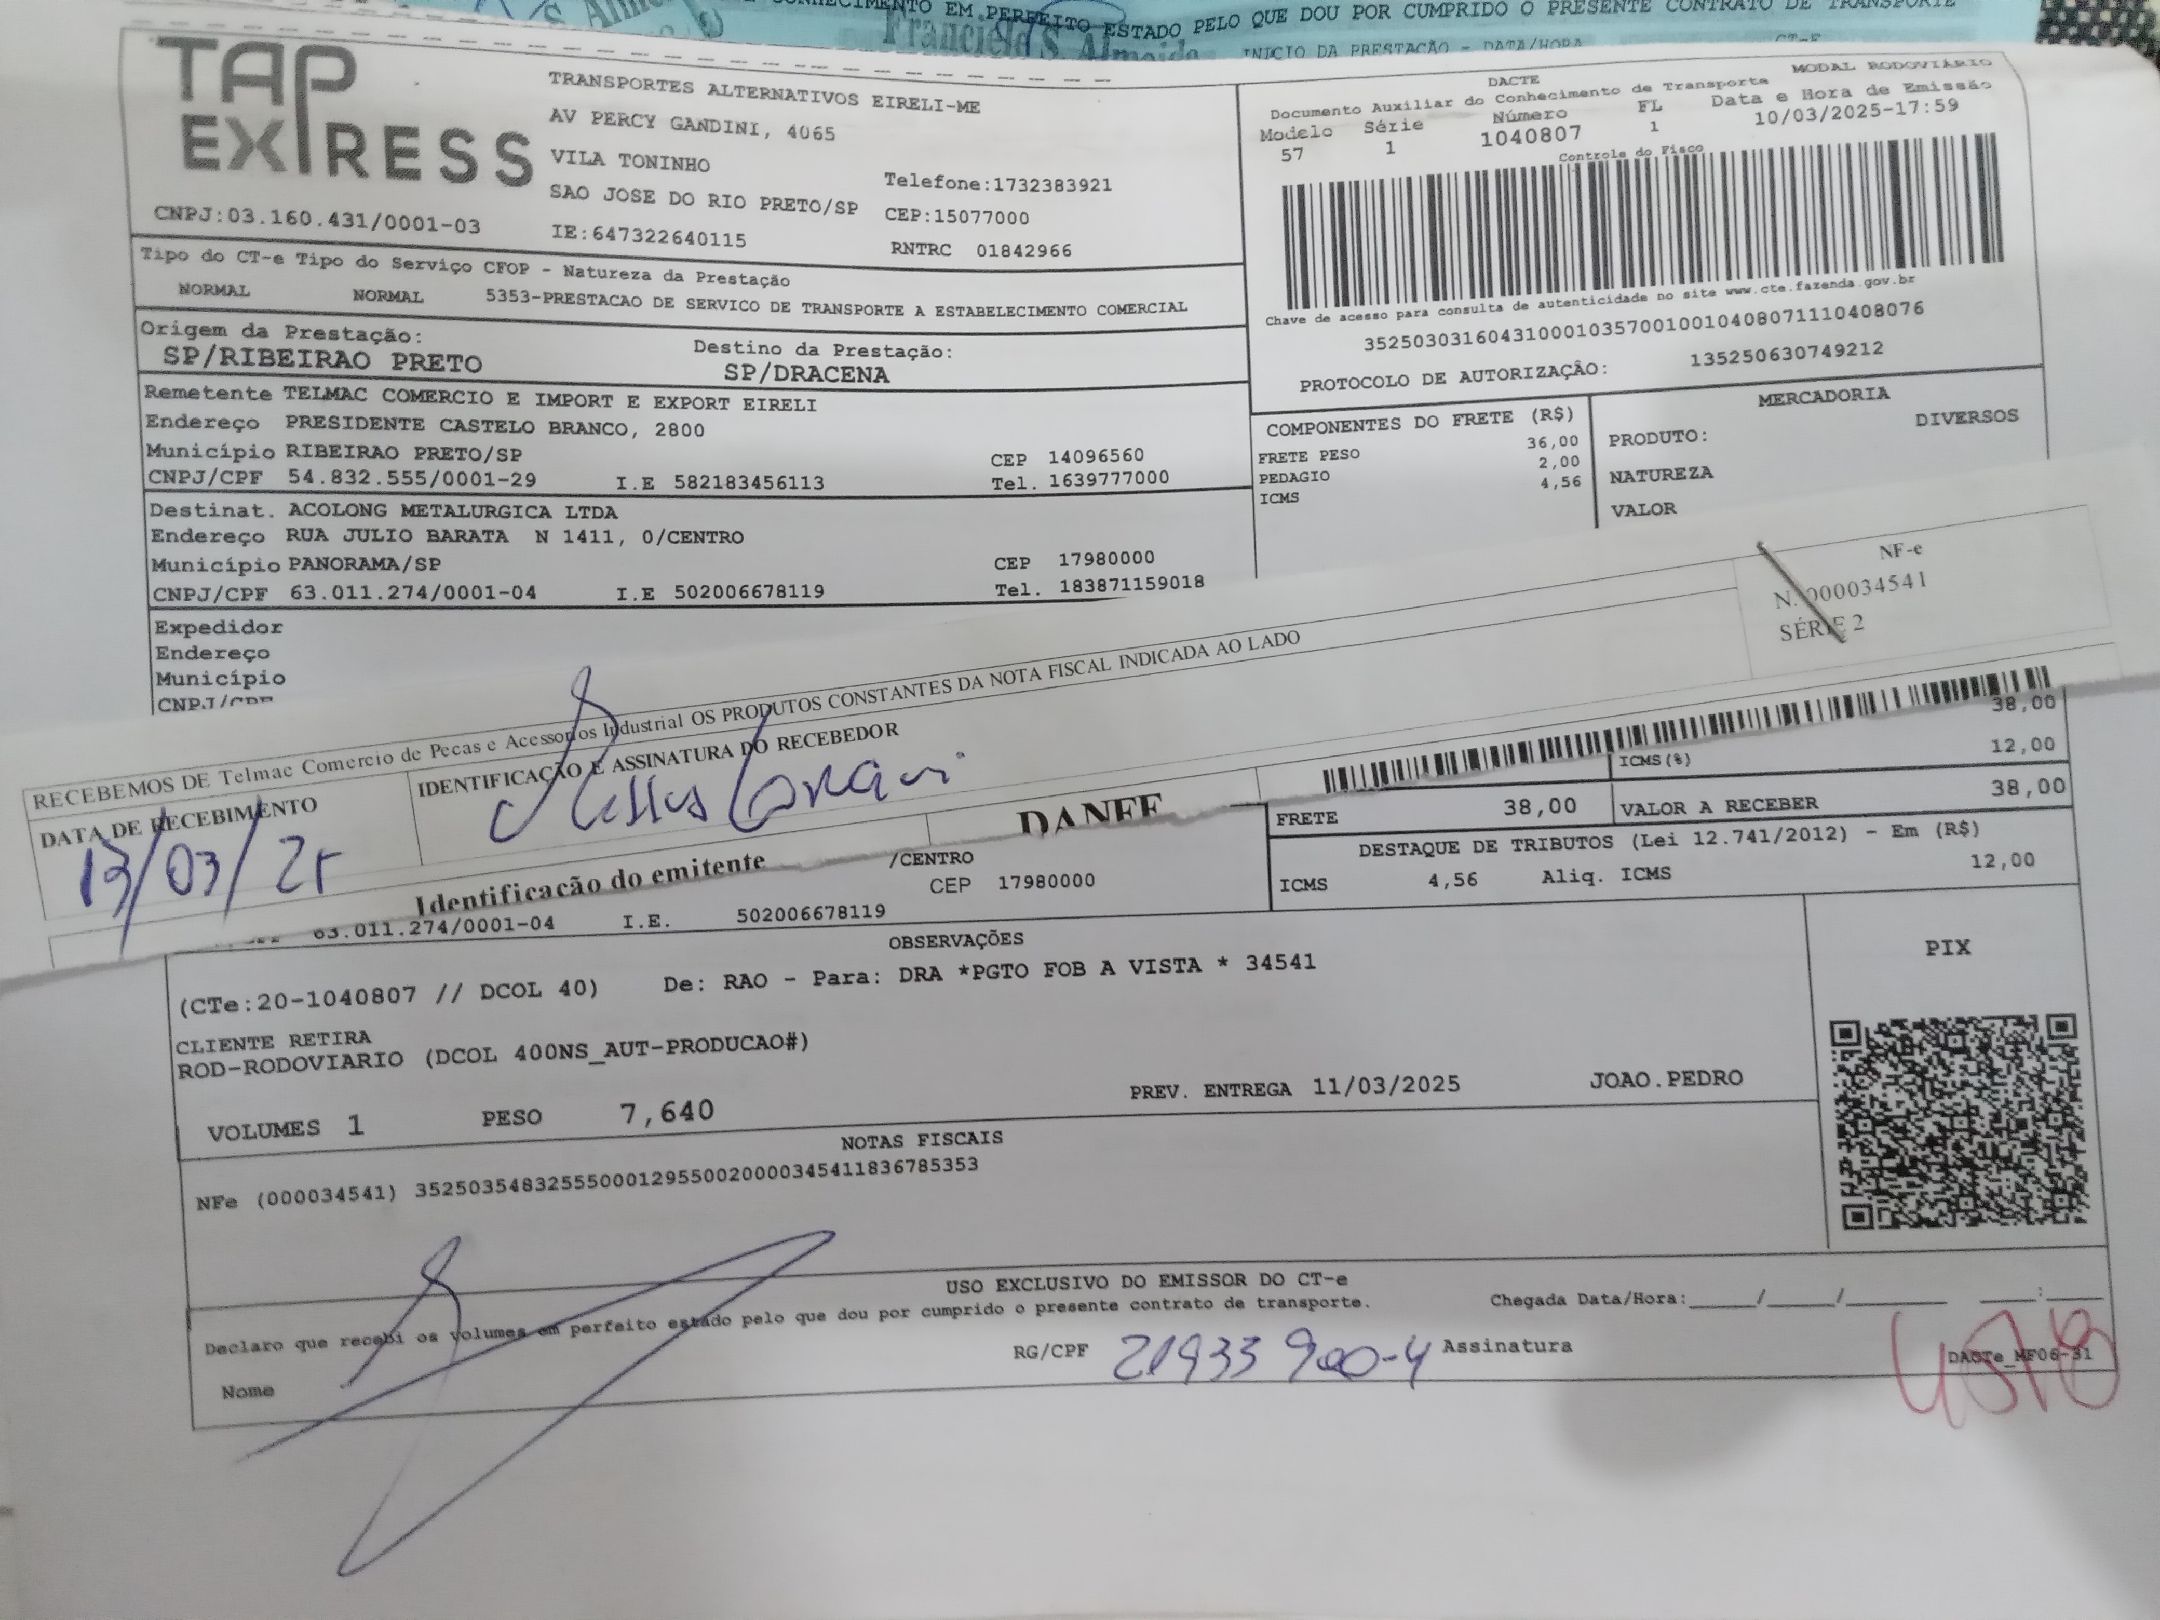 CONHECIMENTO EM PERFEITO ESTADO PELO QUE DOU POR CUMPRIDO O PRESENTE CONTRATO DE TRANSPORTE
Franciele S. Almeida
INICIO DA PRESTAÇÃO - DATA/HORA
CT-E
TAP EXPRESS
TRANSPORTES ALTERNATIVOS EIRELI-ME
AV PERCY GANDINI, 4065
VILA TONINHO
Telefone:1732383921
SAO JOSE DO RIO PRETO/SP CEP:15077000
CNPJ:03.160.431/0001-03
IE:647322640115
RNTRC 01842966
DACTE
MODAL RODOVIÁRIO
Documento Auxiliar do Conhecimento de Transporte
Modelo Série Número FL Data e Hora de Emissão
57 1 1040807 1 10/03/2025-17:59
Controle do Fisco
Chave de acesso para consulta de autenticidade no site www.cte.fazenda.gov.br
35250303160431000103570010010408071110408076
PROTOCOLO DE AUTORIZAÇÃO: 135250630749212
Tipo do CT-e Tipo do Serviço CFOP - Natureza da Prestação
NORMAL NORMAL 5353-PRESTACAO DE SERVICO DE TRANSPORTE A ESTABELECIMENTO COMERCIAL
Origem da Prestação: Destino da Prestação:
SP/RIBEIRAO PRETO SP/DRACENA
Remetente TELMAC COMERCIO E IMPORT E EXPORT EIRELI
Endereço PRESIDENTE CASTELO BRANCO, 2800
Município RIBEIRAO PRETO/SP CEP 14096560
CNPJ/CPF 54.832.555/0001-29 I.E 582183456113 Tel. 1639777000
Destinat. ACOLONG METALURGICA LTDA
Endereço RUA JULIO BARATA N 1411, 0/CENTRO
Município PANORAMA/SP CEP 17980000
CNPJ/CPF 63.011.274/0001-04 I.E 502006678119 Tel. 183871159018
Expedidor
Endereço
Município
CNPJ/CPF
COMPONENTES DO FRETE (R$)
FRETE PESO 36,00
PEDAGIO 2,00
ICMS 4,56
MERCADORIA
PRODUTO: DIVERSOS
NATUREZA
VALOR
NF-e
N. 000034541
SÉRIE 2
RECEBEMOS DE Telmac Comercio de Pecas e Acessorios Industrial OS PRODUTOS CONSTANTES DA NOTA FISCAL INDICADA AO LADO
DATA DE RECEBIMENTO
IDENTIFICAÇÃO E ASSINATURA DO RECEBEDOR
13/03/25
Identificação do emitente
DANFE
38,00
ICMS(%) 12,00
FRETE 38,00 VALOR A RECEBER 38,00
DESTAQUE DE TRIBUTOS (Lei 12.741/2012) - Em (R$)
ICMS 4,56 Aliq. ICMS 12,00
/CENTRO
CEP 17980000
63.011.274/0001-04 I.E. 502006678119
OBSERVAÇÕES
(CTe:20-1040807 // DCOL 40) De: RAO - Para: DRA *PGTO FOB A VISTA * 34541
CLIENTE RETIRA
ROD-RODOVIARIO (DCOL 400NS_AUT-PRODUCAO#)
PREV. ENTREGA 11/03/2025 JOAO.PEDRO
VOLUMES 1 PESO 7,640
PIX
NOTAS FISCAIS
NFe (000034541) 35250354832555000129550020000345411836785353
USO EXCLUSIVO DO EMISSOR DO CT-e
Declaro que recebi os volumes em perfeito estado pelo que dou por cumprido o presente contrato de transporte.
Chegada Data/Hora:_____/_____/________ ____:____
Nome RG/CPF 21933900-4 Assinatura
DACTe_MF06-31